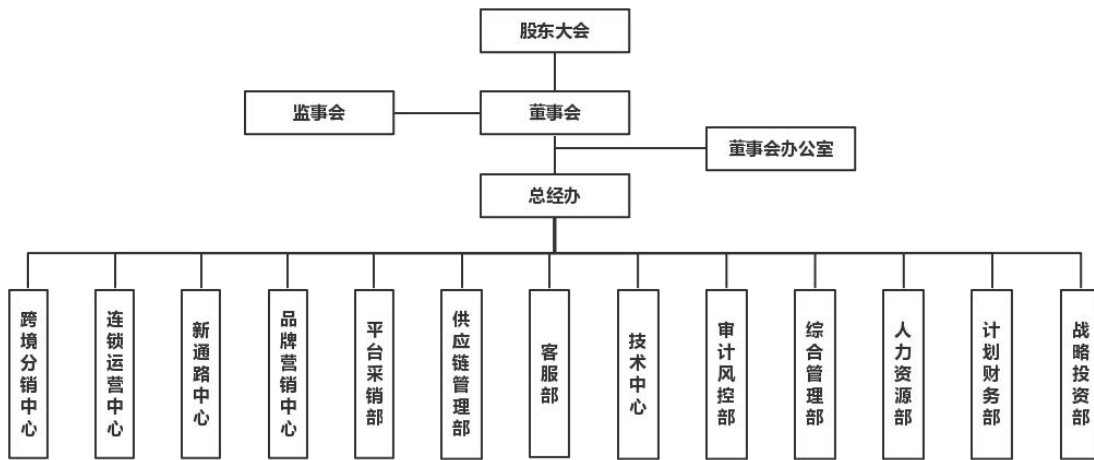 股东大会
监事会
董事会
董事会办公室
总经办
跨境分销中心
连锁运营中心
新通路中心
品牌营销中心
平台采销部
供应链管理部
客服部
技术中心
审计风控部
综合管理部
人力资源部
计划财务部
战略投资部